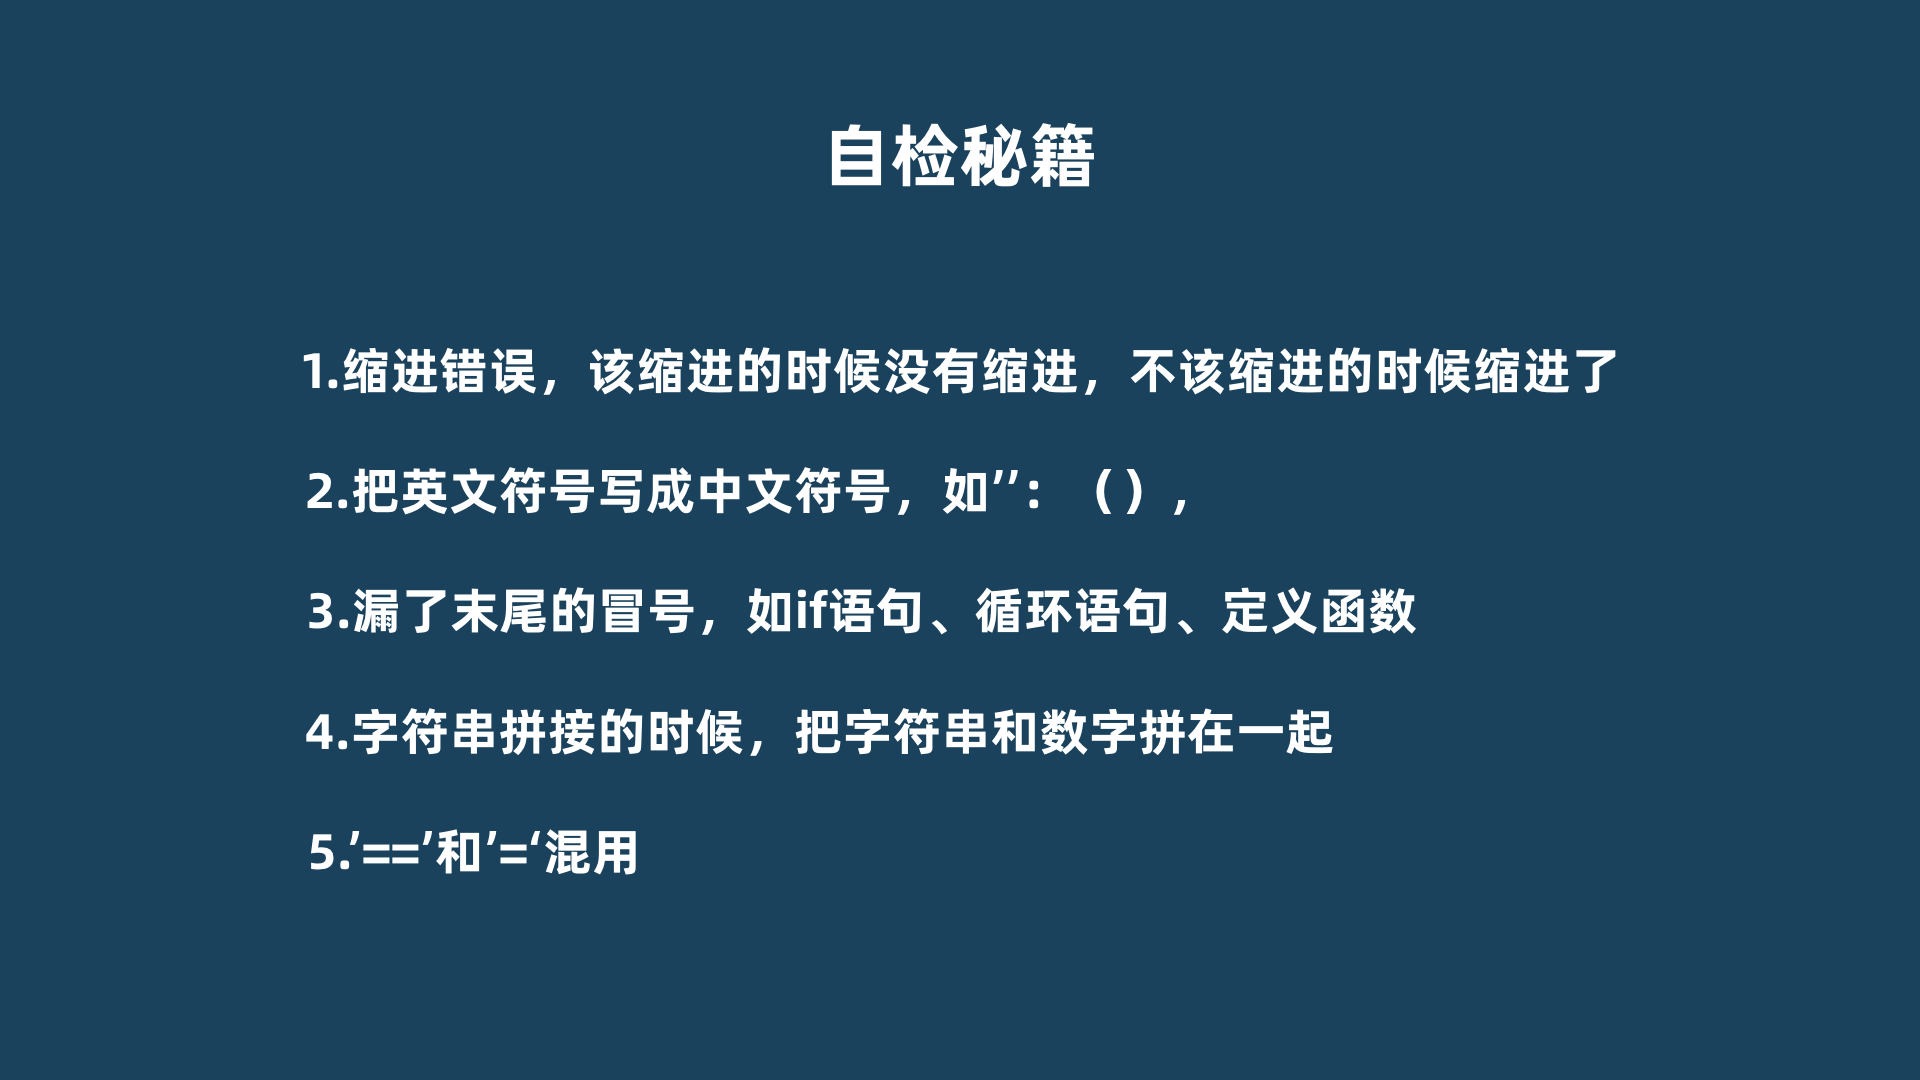 自检秘籍
1.缩进错误，该缩进的时候没有缩进，不该缩进的时候缩进了
2.把英文符号写成中文符号，如’’：（），
3.漏了末尾的冒号，如if语句、循环语句、定义函数
4.字符串拼接的时候，把字符串和数字拼在一起
5.’==’和’=‘混用